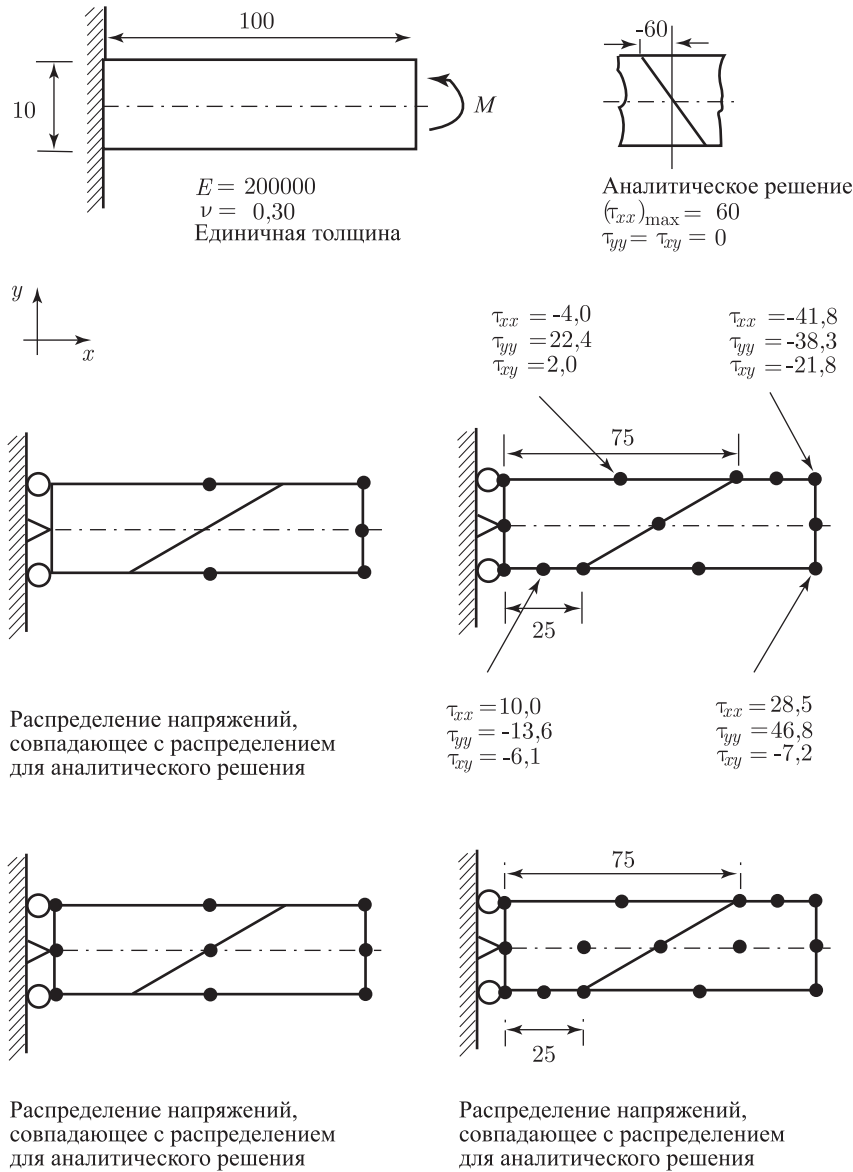 100
10
M
E = 200000
ν = 0,30
Единичная толщина
-60
Аналитическое решение
(τxx)max = 60
τyy = τxy = 0
y
x
τxx = -4,0
τyy = 22,4
τxy = 2,0
τxx = -41,8
τyy = -38,3
τxy = -21,8
75
25
Распределение напряжений,
совпадающее с распределением
для аналитического решения
τxx = 10,0
τyy = -13,6
τxy = -6,1
τxx = 28,5
τyy = 46,8
τxy = -7,2
75
25
Распределение напряжений,
совпадающее с распределением
для аналитического решения
Распределение напряжений,
совпадающее с распределением
для аналитического решения